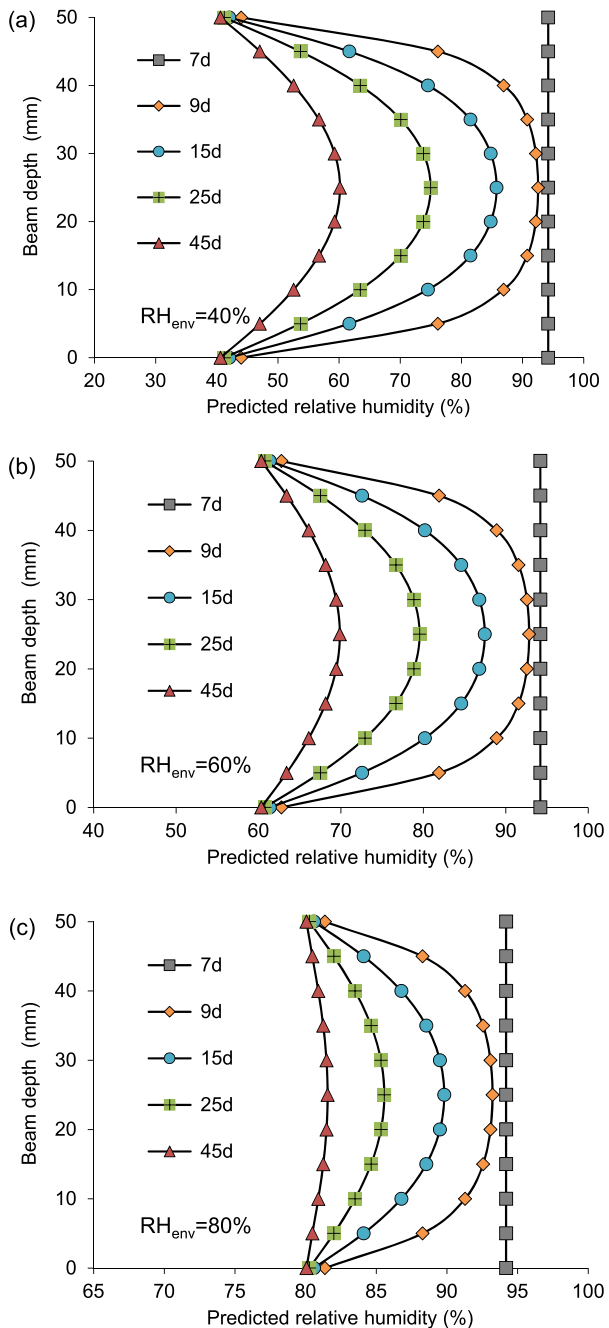 (a)
50
40
30
20
10
0
Beam depth (mm)
7d
9d
15d
25d
45d
RHenv=40%
20 30 40 50 60 70 80 90 100
Predicted relative humidity (%)
(b)
50
40
30
20
10
0
Beam depth (mm)
7d
9d
15d
25d
45d
RHenv=60%
40 50 60 70 80 90 100
Predicted relative humidity (%)
(c)
50
40
30
20
10
0
Beam depth (mm)
7d
9d
15d
25d
45d
RHenv=80%
65 70 75 80 85 90 95 100
Predicted relative humidity (%)